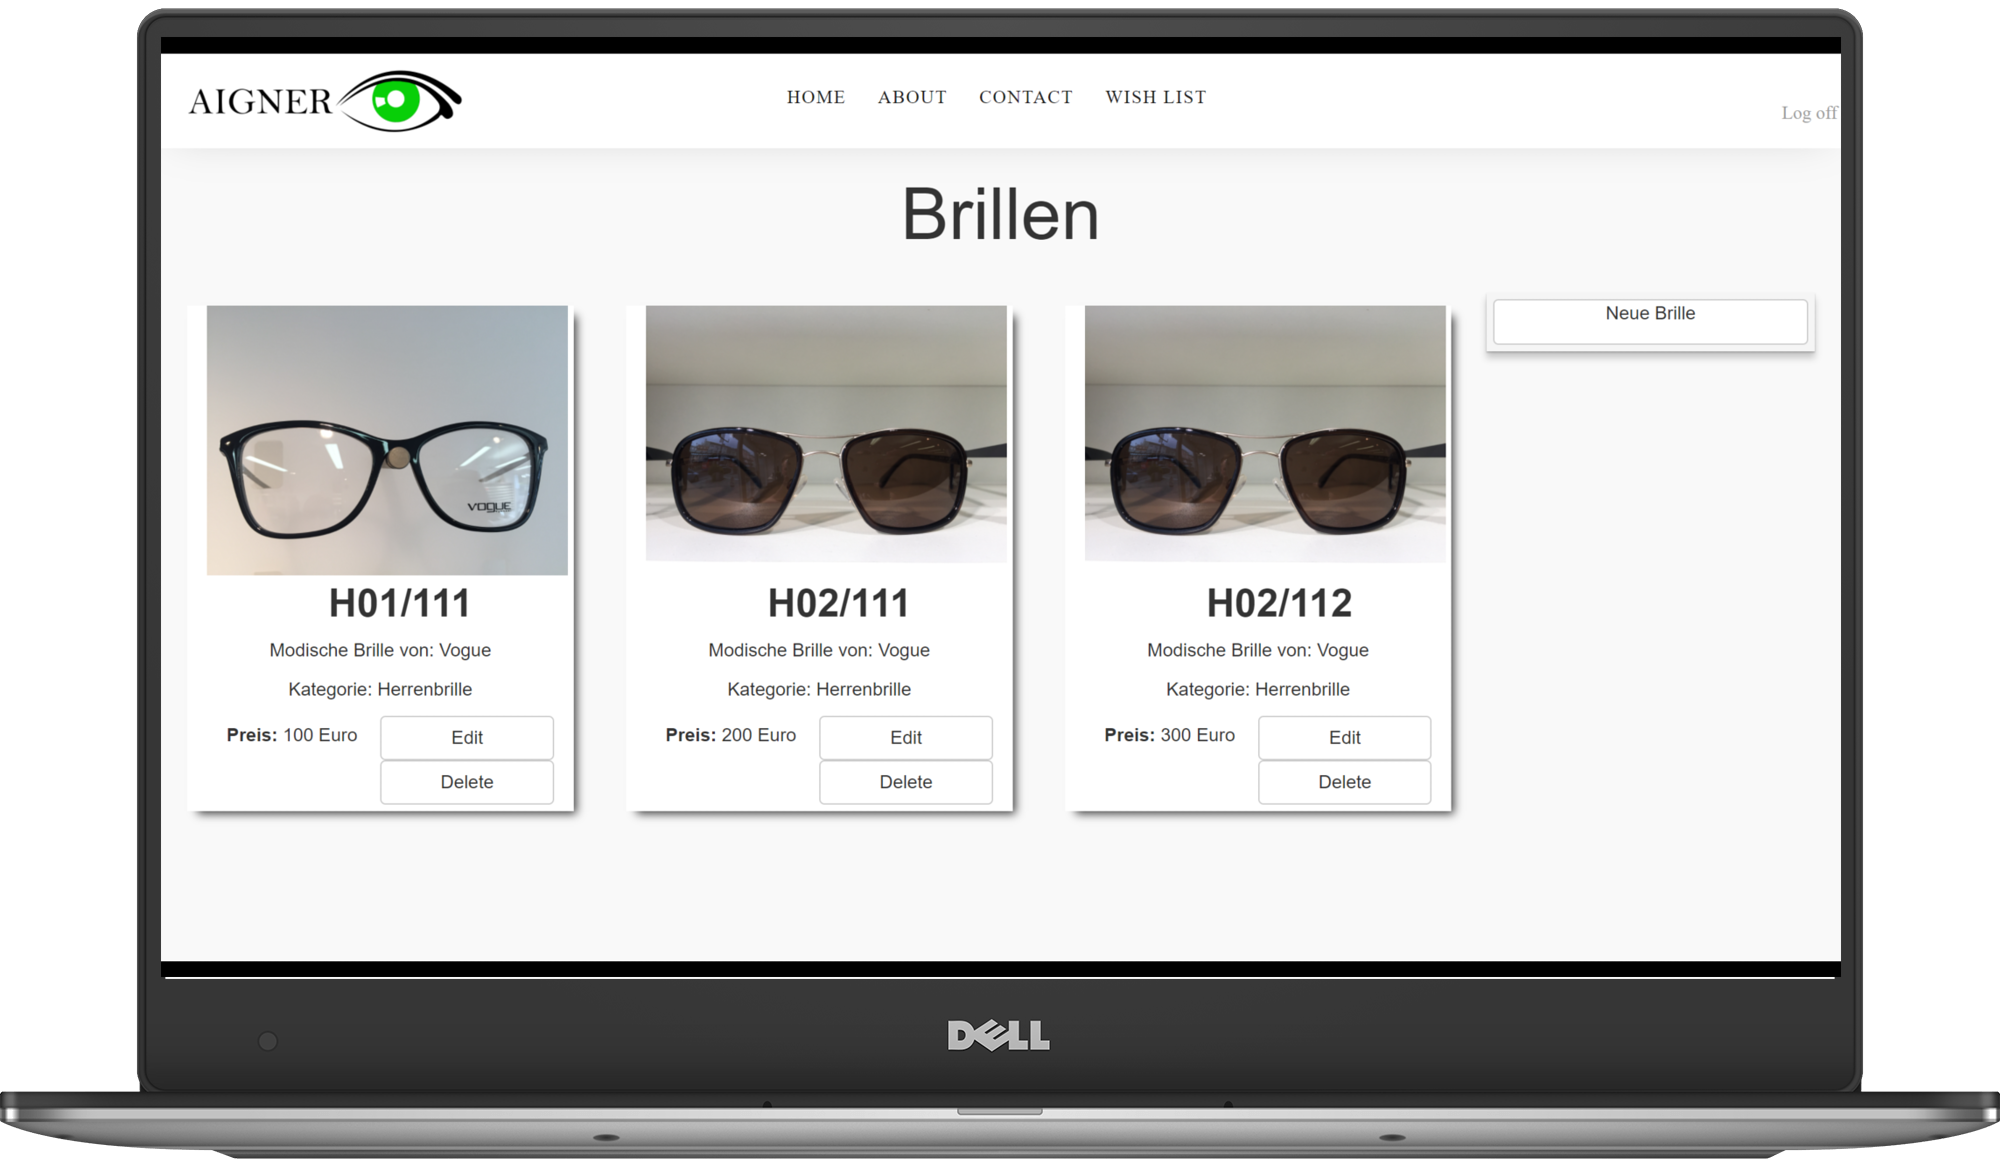 AIGNER
HOME ABOUT CONTACT WISH LIST
Log off
Brillen
Neue Brille
VOGUE
H01/111
Modische Brille von: Vogue
Kategorie: Herrenbrille
Preis: 100 Euro
Edit
Delete
H02/111
Modische Brille von: Vogue
Kategorie: Herrenbrille
Preis: 200 Euro
Edit
Delete
H02/112
Modische Brille von: Vogue
Kategorie: Herrenbrille
Preis: 300 Euro
Edit
Delete
DELL